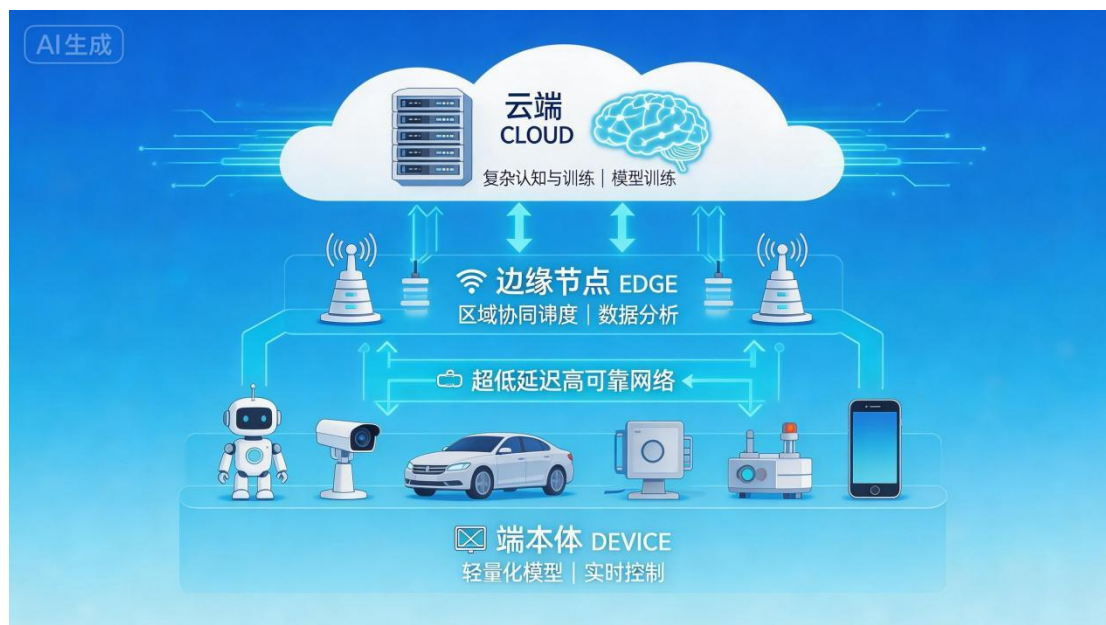 AI生成
云端
CLOUD
复杂认知与训练 | 模型训练
边缘节点 EDGE
区域协同讳度 | 数据分析
超低延迟高可靠网络
端本体 DEVICE
轻量化模型 | 实时控制